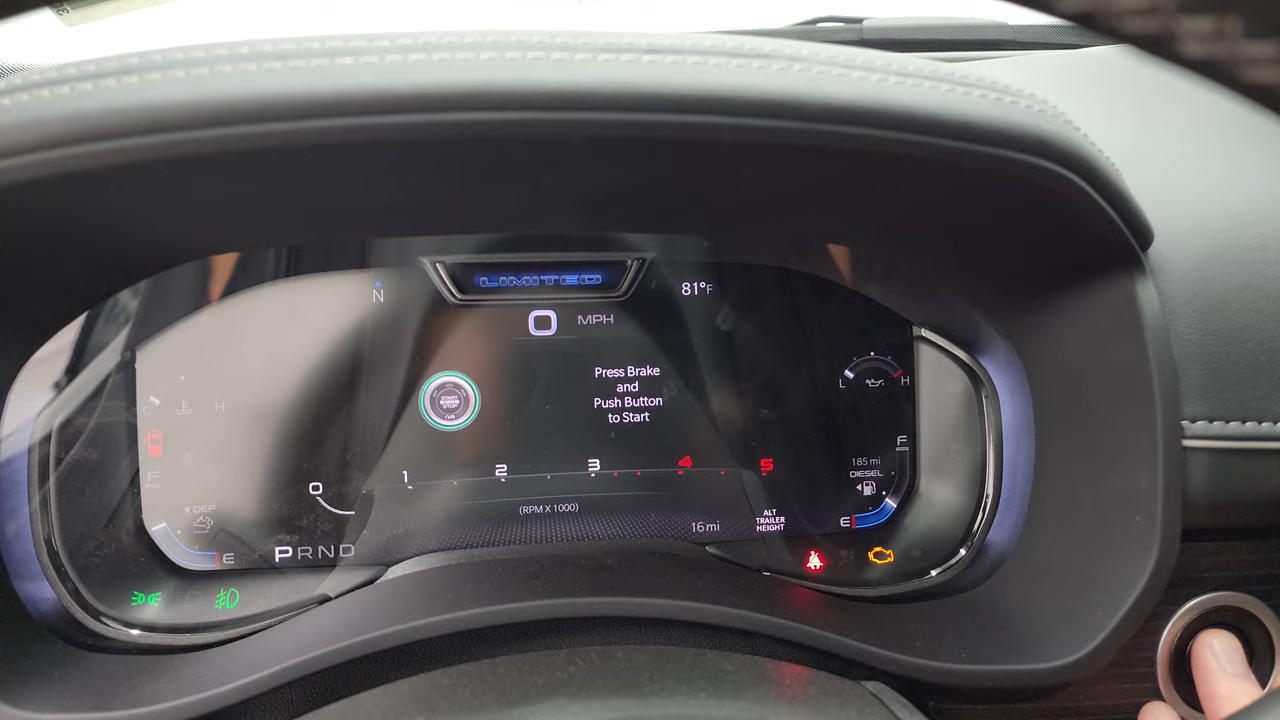 LIMITED
N
81°F
0 MPH
Press Brake
and
Push Button
to Start
START
ENGINE
STOP
L H
C H
F
F
185 mi
DIESEL
0 1 2 3 4 5
(RPM X 1000)
DEF
E
E
16 mi
ALT
TRAILER
HEIGHT
PRND